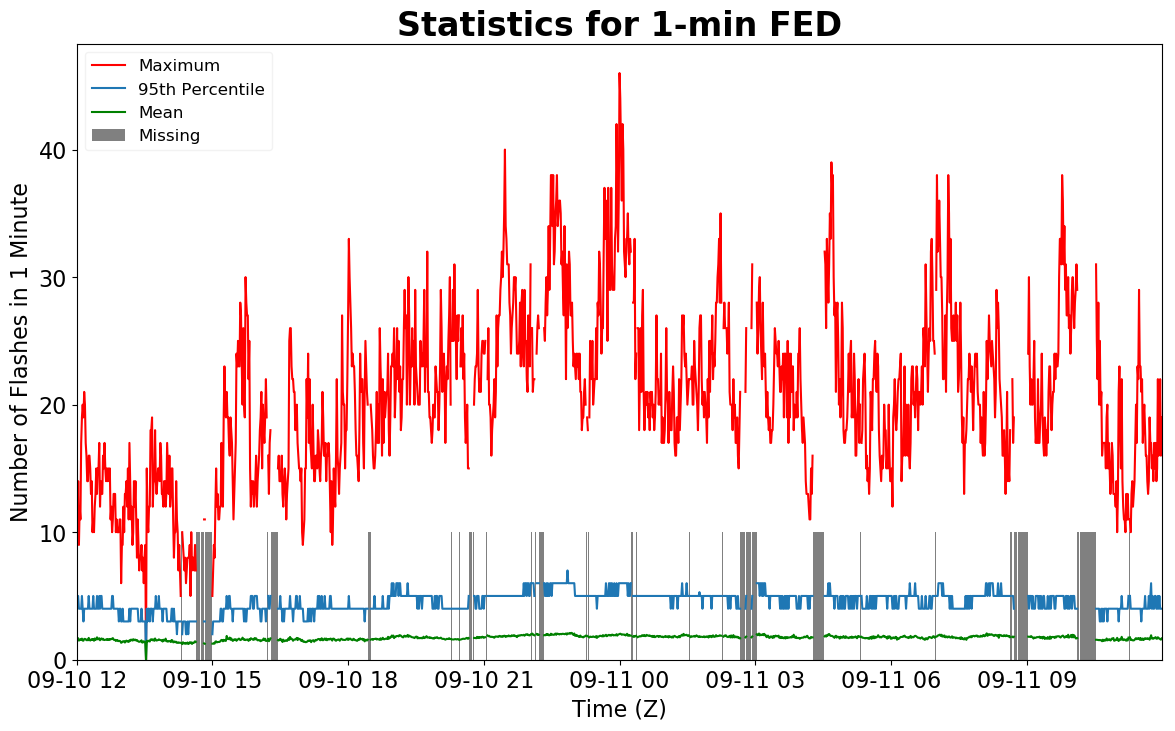 Statistics for 1-min FED
Maximum
95th Percentile
Mean
Missing
Number of Flashes in 1 Minute
40
30
20
10
0
09-10 12
09-10 15
09-10 18
09-10 21
09-11 00
09-11 03
09-11 06
09-11 09
Time (Z)